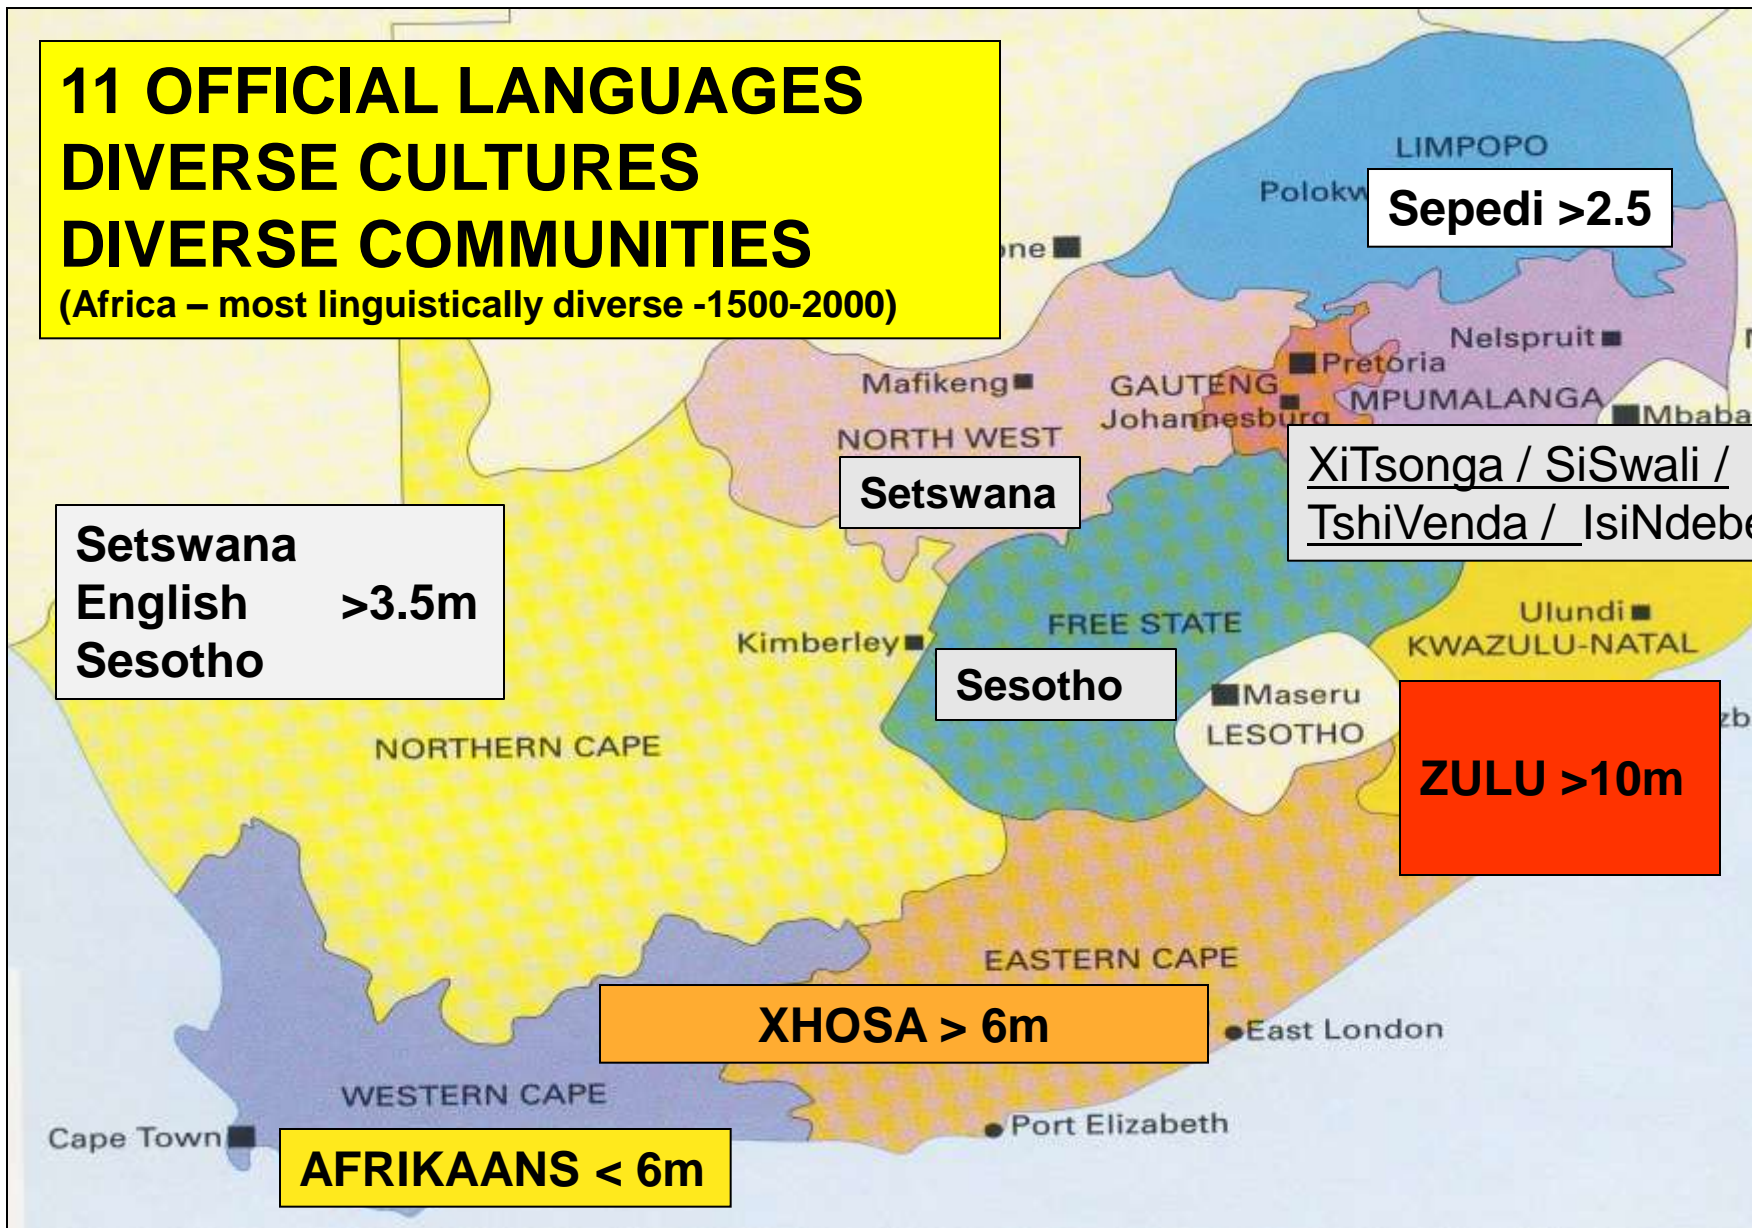 11 OFFICIAL LANGUAGES
DIVERSE CULTURES
DIVERSE COMMUNITIES
(Africa – most linguistically diverse -1500-2000)
LIMPOPO
Sepedi >2.5
Nelspruit
Pretoria
Mafikeng
GAUTENG
MPUMALANGA
Johannesburg
NORTH WEST
XiTsonga / SiSwali /
TshiVenda / 
Setswana
Setswana
English >3.5m
Sesotho
Ulundi
FREE STATE
KWAZULU-NATAL
Kimberley
Sesotho
Maseru
LESOTHO
NORTHERN CAPE
ZULU >10m
EASTERN CAPE
XHOSA > 6m
East London
WESTERN CAPE
Port Elizabeth
Cape Town
AFRIKAANS < 6m